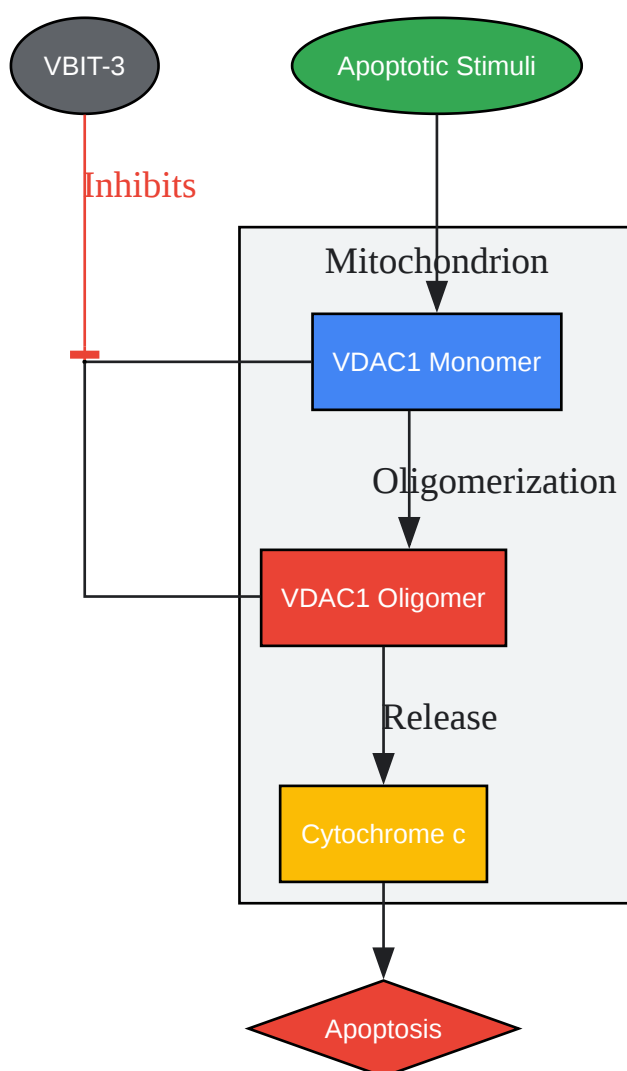 VBIT-3
Apoptotic Stimuli
Inhibits
Mitochondrion
VDAC1 Monomer
Oligomerization
VDAC1 Oligomer
Release
Cytochrome c
Apoptosis